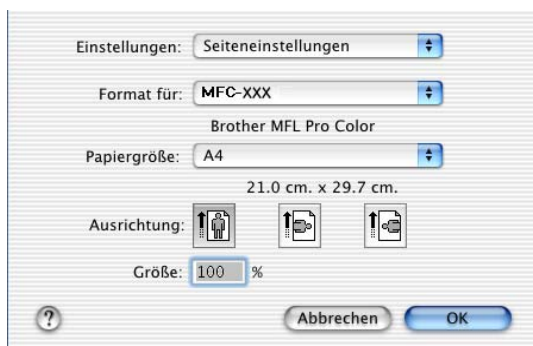 Einstellungen: Seiteneinstellungen
Format für: MFC-XXX
Brother MFL Pro Color
Papiergröße: A4
21.0 cm. x 29.7 cm.
Ausrichtung:
Größe: 100 %
? Abbrechen OK